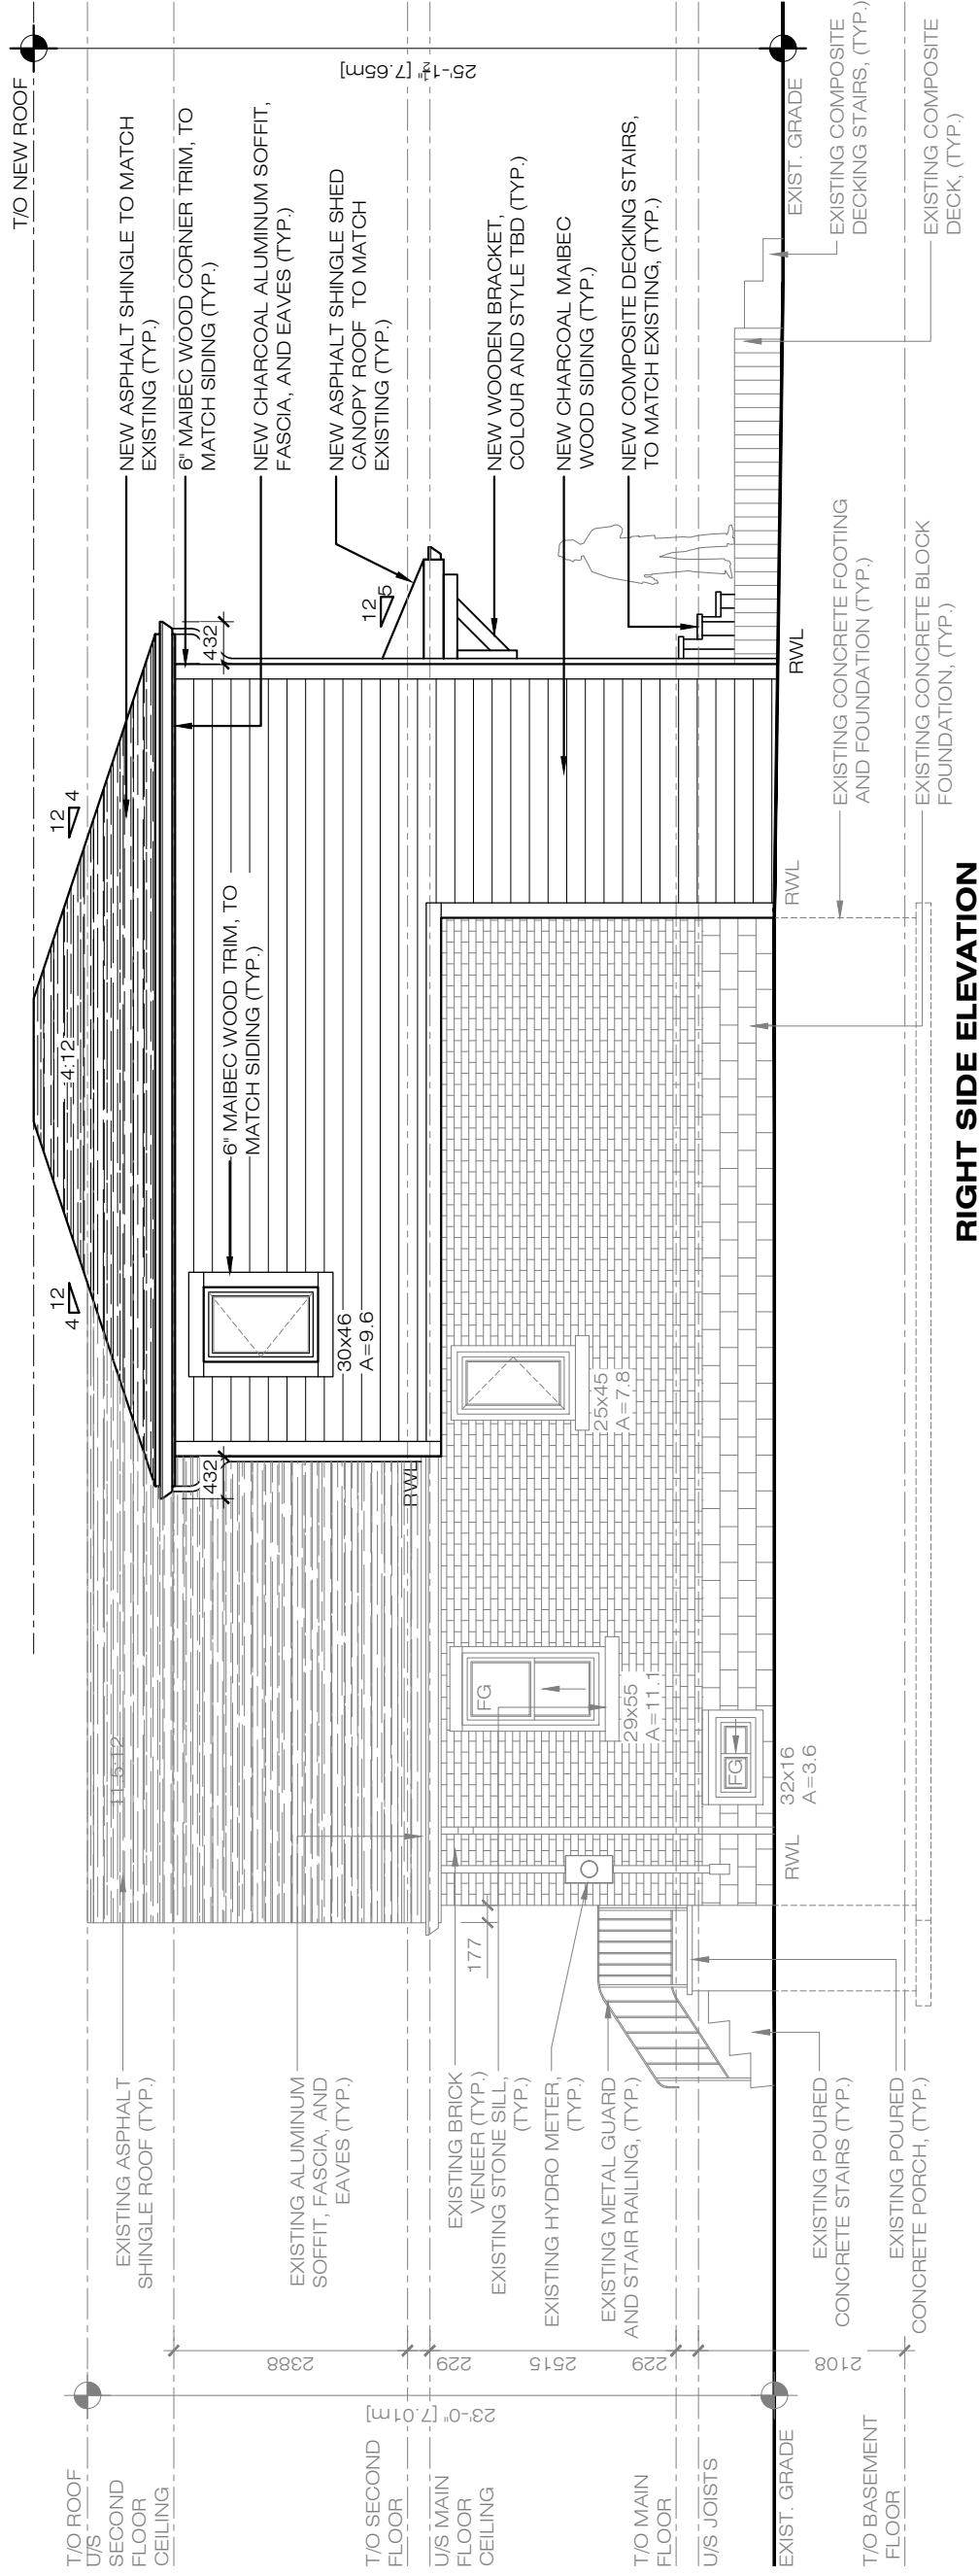 T/O ROOF
U/S
SECOND
FLOOR
CEILING
T/O SECOND
FLOOR
U/S MAIN
FLOOR
CEILING
T/O MAIN
FLOOR
U/S JOISTS
EXIST. GRADE
T/O BASEMENT
FLOOR
23'-0" [7.01m]
2388
229
2515
229
2108
EXISTING ASPHALT
SHINGLE ROOF (TYP.)
EXISTING ALUMINUM
SOFFIT, FASCIA, AND
EAVES (TYP.)
EXISTING BRICK
VENEER (TYP.)
EXISTING STONE SILL,
(TYP.)
EXISTING HYDRO METER,
(TYP.)
EXISTING METAL GUARD
AND STAIR RAILING, (TYP.)
EXISTING POURED
CONCRETE STAIRS (TYP.)
EXISTING POURED
CONCRETE PORCH, (TYP.)
177
11.5:12
FG
29x55
A=11.1
FG
32x16
A=3.6
RWL
432
RWL
25x45
A=7.8
30x46
A=9.6
4
12
4:12
12
4
6" MAIBEC WOOD TRIM, TO
MATCH SIDING (TYP.)
432
12
5
RWL
RWL
T/O NEW ROOF
25'-1½" [7.65m]
NEW ASPHALT SHINGLE TO MATCH
EXISTING (TYP.)
6" MAIBEC WOOD CORNER TRIM, TO
MATCH SIDING (TYP.)
NEW CHARCOAL ALUMINUM SOFFIT,
FASCIA, AND EAVES (TYP.)
NEW ASPHALT SHINGLE SHED
CANOPY ROOF TO MATCH
EXISTING (TYP.)
NEW WOODEN BRACKET,
COLOUR AND STYLE TBD (TYP.)
NEW CHARCOAL MAIBEC
WOOD SIDING (TYP.)
NEW COMPOSITE DECKING STAIRS,
TO MATCH EXISTING, (TYP.)
EXIST. GRADE
EXISTING COMPOSITE
DECKING STAIRS, (TYP.)
EXISTING COMPOSITE
DECK, (TYP.)
EXISTING CONCRETE FOOTING
AND FOUNDATION (TYP.)
EXISTING CONCRETE BLOCK
FOUNDATION, (TYP.)
RIGHT SIDE ELEVATION